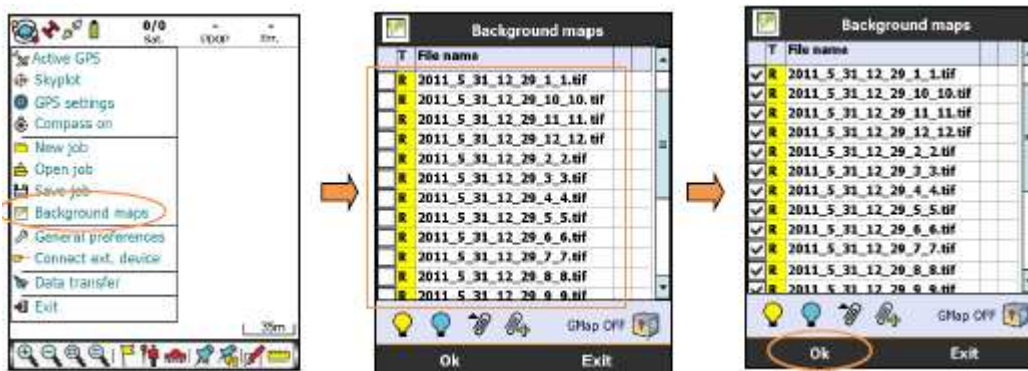 0/0
Sat. PDOP Err.
Active GPS
Skyplot
GPS settings
Compass on
New job
Open job
Save job
Background maps
General preferences
Connect ext. device
Data transfer
Exit
35m
Background maps
T File name
R 2011_5_31_12_29_1_1.tif
R 2011_5_31_12_29_10_10.tif
R 2011_5_31_12_29_11_11.tif
R 2011_5_31_12_29_12_12.tif
R 2011_5_31_12_29_2_2.tif
R 2011_5_31_12_29_3_3.tif
R 2011_5_31_12_29_4_4.tif
R 2011_5_31_12_29_5_5.tif
R 2011_5_31_12_29_6_6.tif
R 2011_5_31_12_29_7_7.tif
R 2011_5_31_12_29_8_8.tif
R 2011_5_31_12_29_9_9.tif
GMap OFF
Ok Exit
Background maps
T File name
R 2011_5_31_12_29_1_1.tif
R 2011_5_31_12_29_10_10.tif
R 2011_5_31_12_29_11_11.tif
R 2011_5_31_12_29_12_12.tif
R 2011_5_31_12_29_2_2.tif
R 2011_5_31_12_29_3_3.tif
R 2011_5_31_12_29_4_4.tif
R 2011_5_31_12_29_5_5.tif
R 2011_5_31_12_29_6_6.tif
R 2011_5_31_12_29_7_7.tif
R 2011_5_31_12_29_8_8.tif
R 2011_5_31_12_29_9_9.tif
GMap OFF
Ok Exit